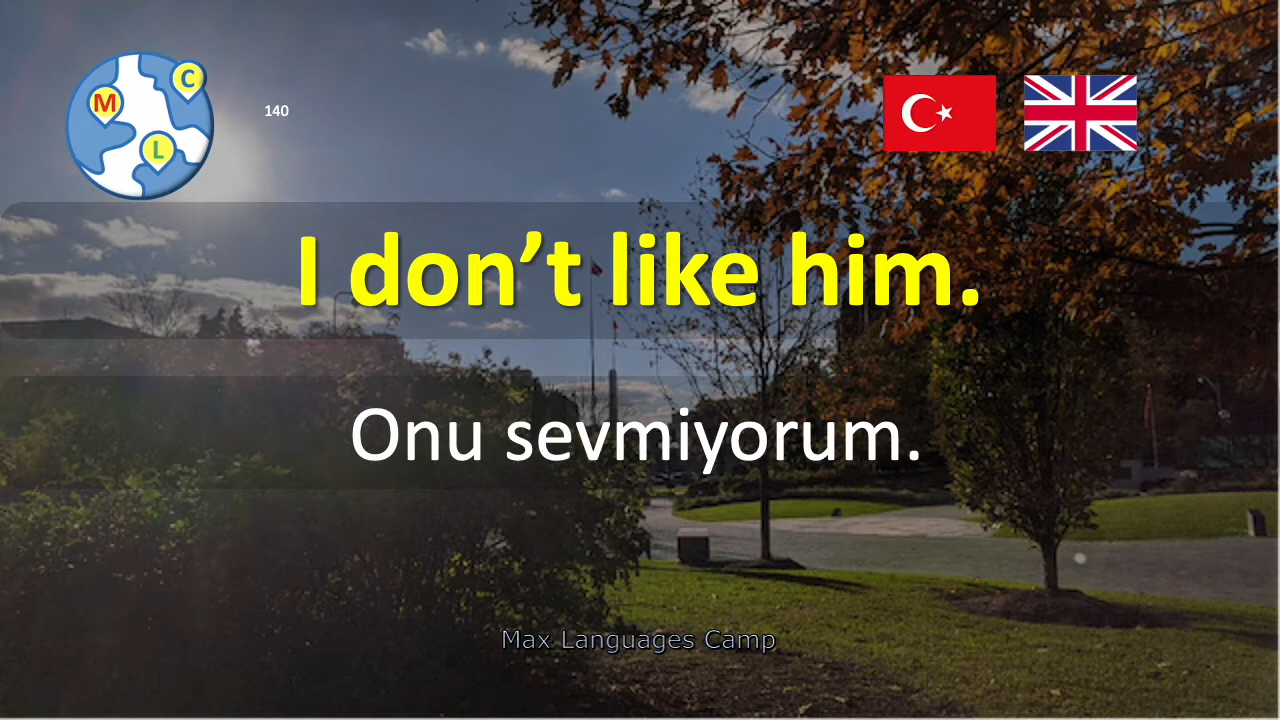 C
M
L
140
I don’t like him.
Onu sevmiyorum.
Max Languages Camp